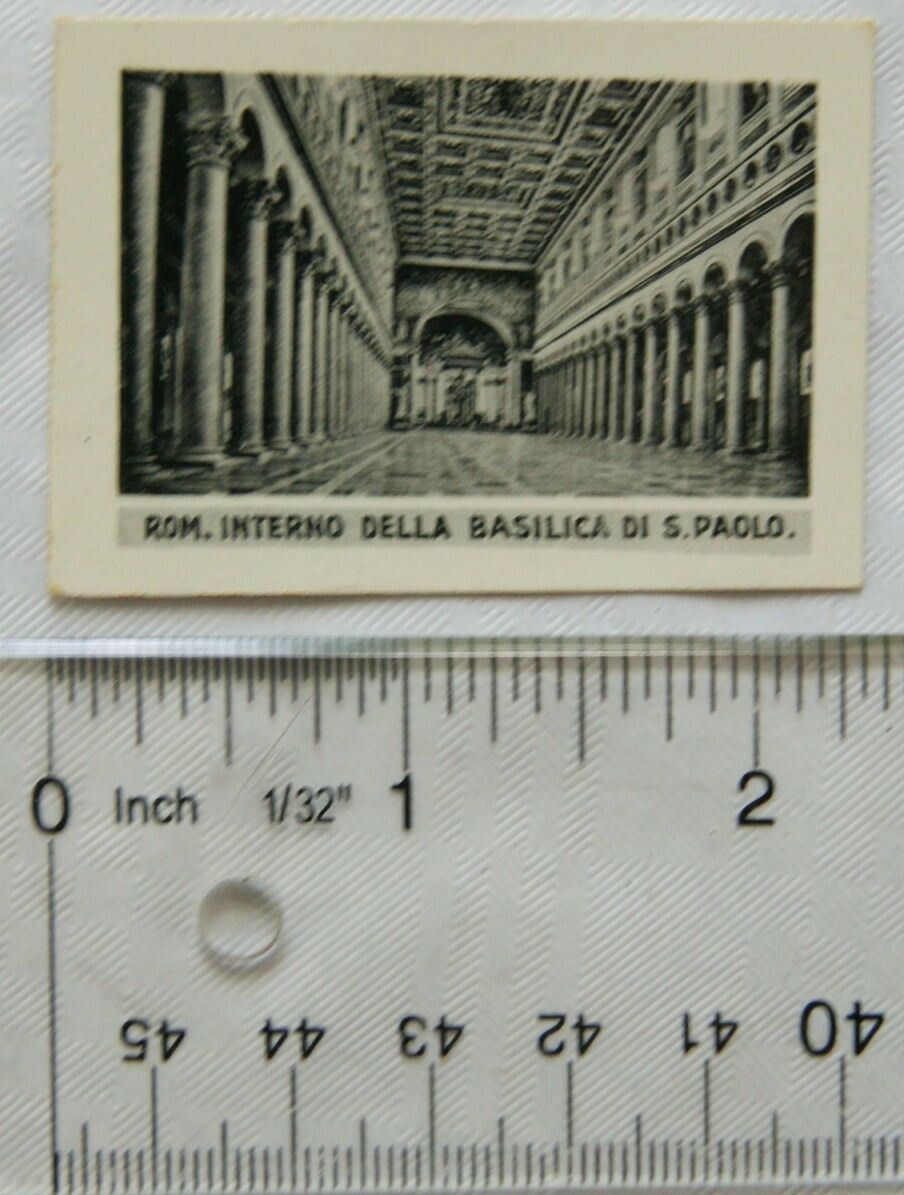 ROM. INTERNO DELLA BASILICA DI S. PAOLO.
0 Inch 1/32" 1 2
45 44 43 42 41 40